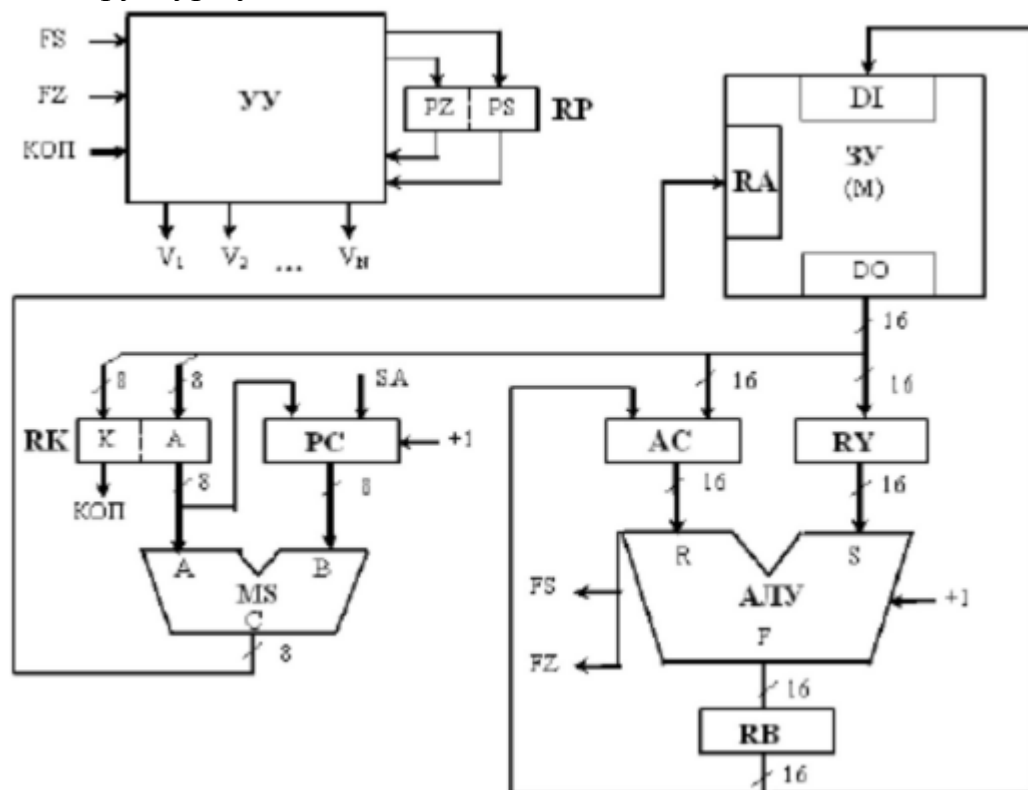 FS
FZ
КОП
УУ
PZ PS RP
V1 V2 ... VN
DI
ЗУ
(M)
RA
DO
16
8 8 SA 16 16
RK K A PC +1 AC RY
КОП 8 8 16 16
A B
MS
C
8
R S
АЛУ
F
+1
FS
FZ
16
RB
16